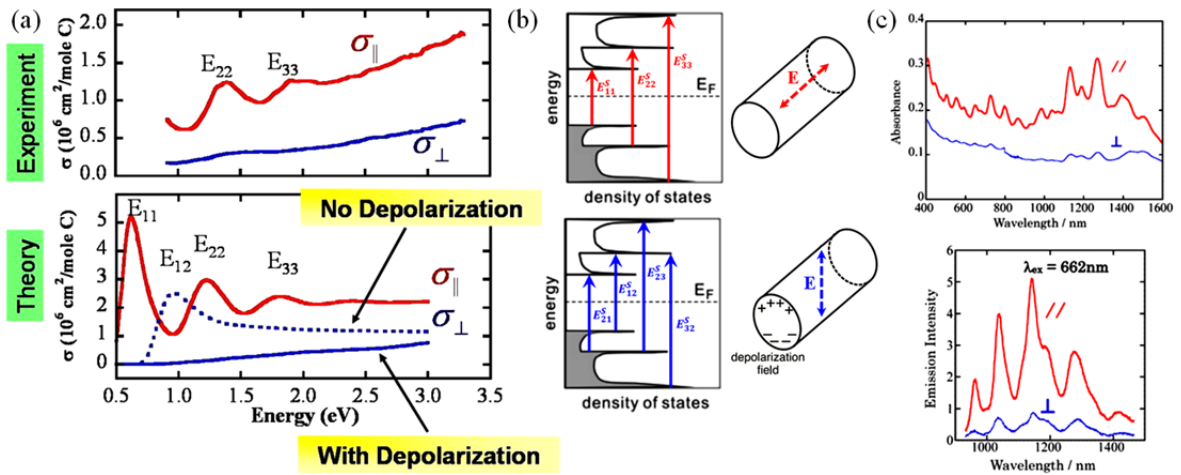 (a)
Experiment
σ (10⁶ cm²/mole C)
2.0
1.5
1.0
0.5
0.0
E₂₂
E₃₃
σ∥
σ⊥
Theory
σ (10⁶ cm²/mole C)
5
4
3
2
1
0
E₁₁
E₁₂
E₂₂
E₃₃
σ∥
σ⊥
No Depolarization
0.5 1.0 1.5 2.0 2.5 3.0 3.5
Energy (eV)
With Depolarization
(b)
energy
E₁₁ˢ
E₂₂ˢ
E₃₃ˢ
E_F
density of states
E
energy
E₂₁ˢ
E₁₂ˢ
E₂₃ˢ
E₃₂ˢ
E_F
density of states
E
++++
– – –
depolarization
field
(c)
Absorbance
0.4
0.3
0.2
0.1
//
⊥
400 600 800 1000 1200 1400 1600
Wavelength / nm
λex = 662nm
Emission Intensity
6
5
4
3
2
1
0
//
⊥
1000 1200 1400
Wavelength / nm